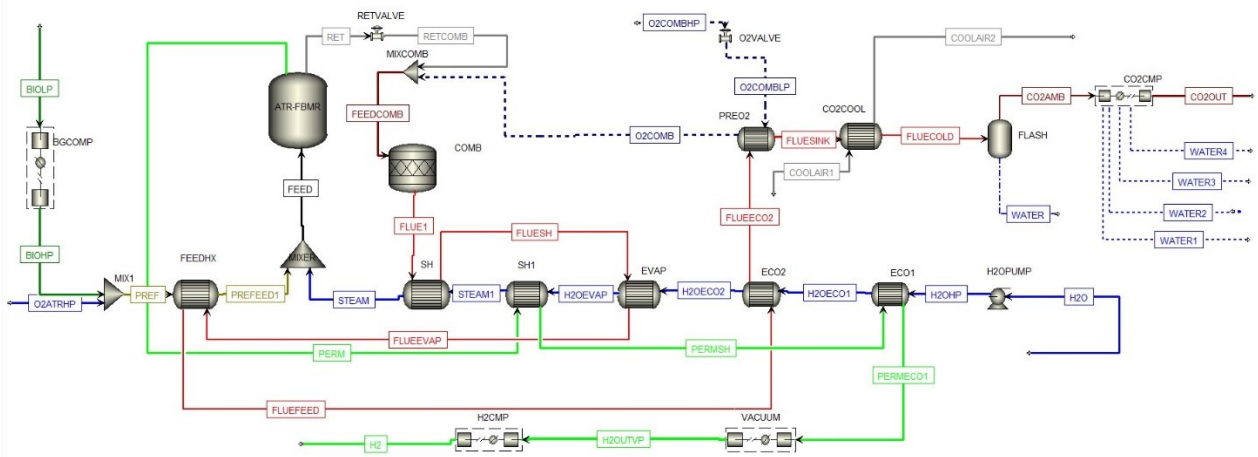 RETVALVE
O2COMBHP
RET
RETCOMB
O2VALVE
COOLAIR2
MIXCOMB
BIOLP
ATR-FBMR
O2COMBLP
CO2CMP
FEEDCOMB
CO2COOL
CO2AMB
CO2OUT
PREO2
BGCOMP
COMB
O2COMB
FLUESINK
FLUECOLD
FLASH
WATER4
FEED
COOLAIR1
WATER3
FLUE1
FLUEECO2
WATER
WATER2
FLUESH
WATER1
BIOHP
FEEDHX
MIXER
SH
SH1
EVAP
ECO2
ECO1
H2OPUMP
MIX1
O2ATRHP
PREF
PREFEED1
STEAM
STEAM1
H2OEVAP
H2OECO2
H2OECO1
H2OHP
H2O
FLUEEVAP
PERM
PERMSH
PERMECO1
FLUEFEED
H2CMP
VACUUM
H2
H2OUTVP